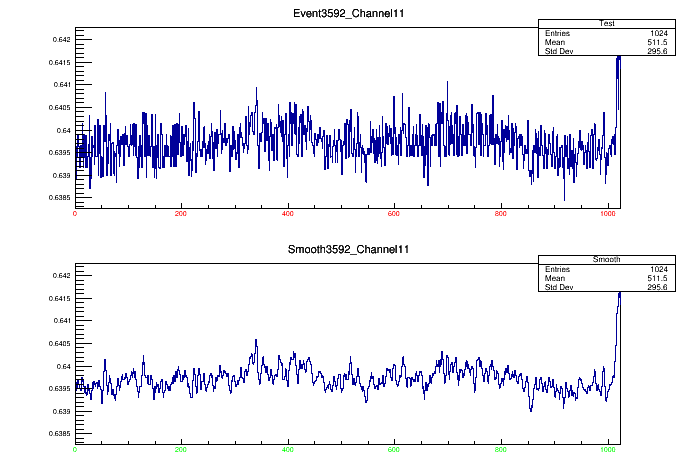 Event3592_Channel11
Test
Entries 1024
Mean 511.5
Std Dev 295.6
0.642
0.6415
0.641
0.6405
0.64
0.6395
0.639
0.6385
0 200 400 600 800 1000
Smooth3592_Channel11
Smooth
Entries 1024
Mean 511.5
Std Dev 295.6
0.642
0.6415
0.641
0.6405
0.64
0.6395
0.639
0.6385
0 200 400 600 800 1000